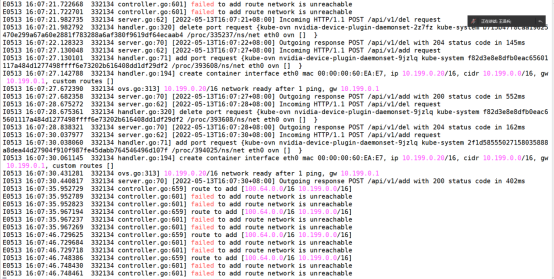 E0513 16:07:21.722668  332134 controller.go:601] failed to add route network is unreachable
E0513 16:07:21.722701  332134 controller.go:601] failed to add route network is unreachable
I0513 16:07:21.982735  332134 server.go:62] [2022-05-13T16:07:21+08:00] Incoming HTTP/1.1 POST /api/v1/del request
I0513 16:07:21.982792  332134 handler.go:320] delete port request {kube-ovn nvidia-device-plugin-daemonset-2z7fz kube-system
/proc/335237/ns/net eth0 ovn [] }
I0513 16:07:22.128323  332134 server.go:70] [2022-05-13T16:07:22+08:00] Outgoing response POST /api/v1/del with 204 status code in 145ms
I0513 16:07:27.130048  332134 server.go:62] [2022-05-13T16:07:27+08:00] Incoming HTTP/1.1 POST /api/v1/add request
I0513 16:07:27.130101  332134 handler.go:71] add port request {kube-ovn nvidia-device-plugin-daemonset-9jzlq kube-system
/proc/393608/ns/net eth0 ovn [] }
I0513 16:07:27.142788  332134 handler.go:194] create container interface eth0 mac 00:00:00:60:EA:E7, ip 10.199.0.20/16, cidr 10.199.0.0/16, gw
10.199.0.1, custom routes []
I0513 16:07:27.672390  332134 ovs.go:313] 10.199.0.20/16 network ready after 1 ping, gw 10.199.0.1
I0513 16:07:27.682358  332134 server.go:70] [2022-05-13T16:07:27+08:00] Outgoing response POST /api/v1/add with 200 status code in 552ms
I0513 16:07:28.675272  332134 server.go:62] [2022-05-13T16:07:28+08:00] Incoming HTTP/1.1 POST /api/v1/del request
I0513 16:07:28.675361  332134 handler.go:320] delete port request {kube-ovn nvidia-device-plugin-daemonset-9jzlq kube-system
/proc/393608/ns/net eth0 ovn [] }
I0513 16:07:28.838321  332134 server.go:70] [2022-05-13T16:07:28+08:00] Outgoing response POST /api/v1/del with 204 status code in 162ms
I0513 16:07:30.037977  332134 server.go:62] [2022-05-13T16:07:30+08:00] Incoming HTTP/1.1 POST /api/v1/add request
I0513 16:07:30.038060  332134 handler.go:71] add port request {kube-ovn nvidia-device-plugin-daemonset-9jzlq kube-system
/proc/394025/ns/net eth0 ovn [] }
I0513 16:07:30.061145  332134 handler.go:194] create container interface eth0 mac 00:00:00:60:EA:E7, ip 10.199.0.20/16, cidr 10.199.0.0/16, gw
10.199.0.1, custom routes []
I0513 16:07:30.431281  332134 ovs.go:313] 10.199.0.20/16 network ready after 1 ping, gw 10.199.0.1
I0513 16:07:30.440817  332134 server.go:70] [2022-05-13T16:07:30+08:00] Outgoing response POST /api/v1/add with 200 status code in 402ms
I0513 16:07:35.952729  332134 controller.go:659] route to add [100.64.0.0/16 10.199.0.0/16]
E0513 16:07:35.952789  332134 controller.go:601] failed to add route network is unreachable
E0513 16:07:35.952823  332134 controller.go:601] failed to add route network is unreachable
I0513 16:07:35.967194  332134 controller.go:659] route to add [100.64.0.0/16 10.199.0.0/16]
E0513 16:07:35.967237  332134 controller.go:601] failed to add route network is unreachable
E0513 16:07:35.967269  332134 controller.go:601] failed to add route network is unreachable
I0513 16:07:46.729625  332134 controller.go:659] route to add [100.64.0.0/16 10.199.0.0/16]
E0513 16:07:46.729684  332134 controller.go:601] failed to add route network is unreachable
E0513 16:07:46.729718  332134 controller.go:601] failed to add route network is unreachable
I0513 16:07:46.748386  332134 controller.go:659] route to add [100.64.0.0/16 10.199.0.0/16]
E0513 16:07:46.748430  332134 controller.go:601] failed to add route network is unreachable
E0513 16:07:46.748461  332134 controller.go:601] failed to add route network is unreachable